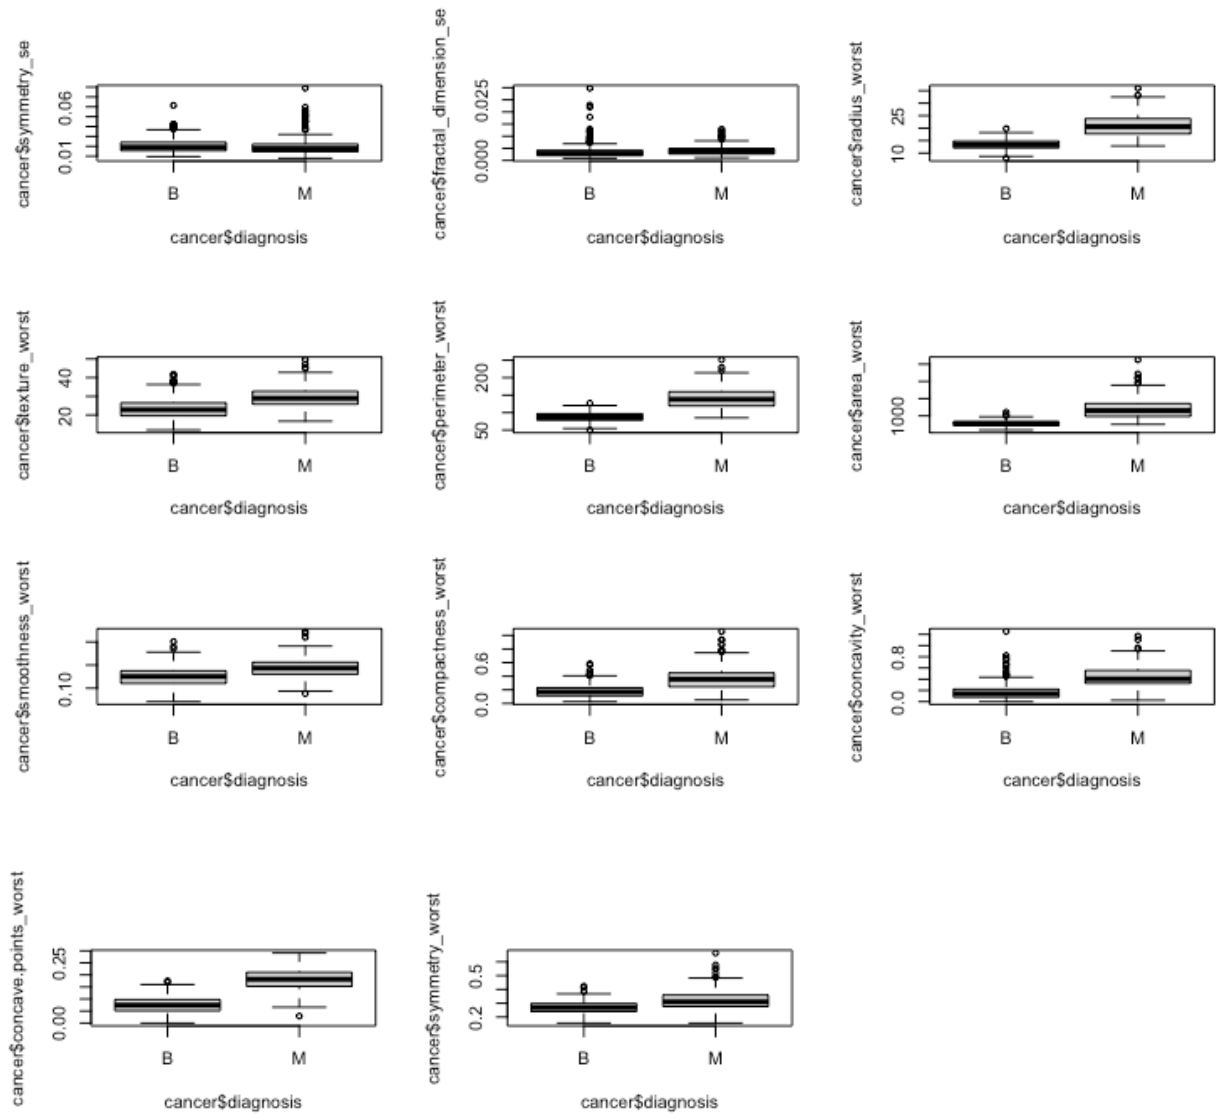 cancer$symmetry_se
0.01 0.06
B M
cancer$diagnosis
cancer$fractal_dimension_se
0.000 0.025
B M
cancer$diagnosis
cancer$radius_worst
10 25
B M
cancer$diagnosis
cancer$texture_worst
20 40
B M
cancer$diagnosis
cancer$perimeter_worst
50 200
B M
cancer$diagnosis
cancer$area_worst
1000
B M
cancer$diagnosis
cancer$smoothness_worst
0.10
B M
cancer$diagnosis
cancer$compactness_worst
0.0 0.6
B M
cancer$diagnosis
cancer$concavity_worst
0.0 0.8
B M
cancer$diagnosis
cancer$concave.points_worst
0.00 0.25
B M
cancer$diagnosis
cancer$symmetry_worst
0.2 0.5
B M
cancer$diagnosis